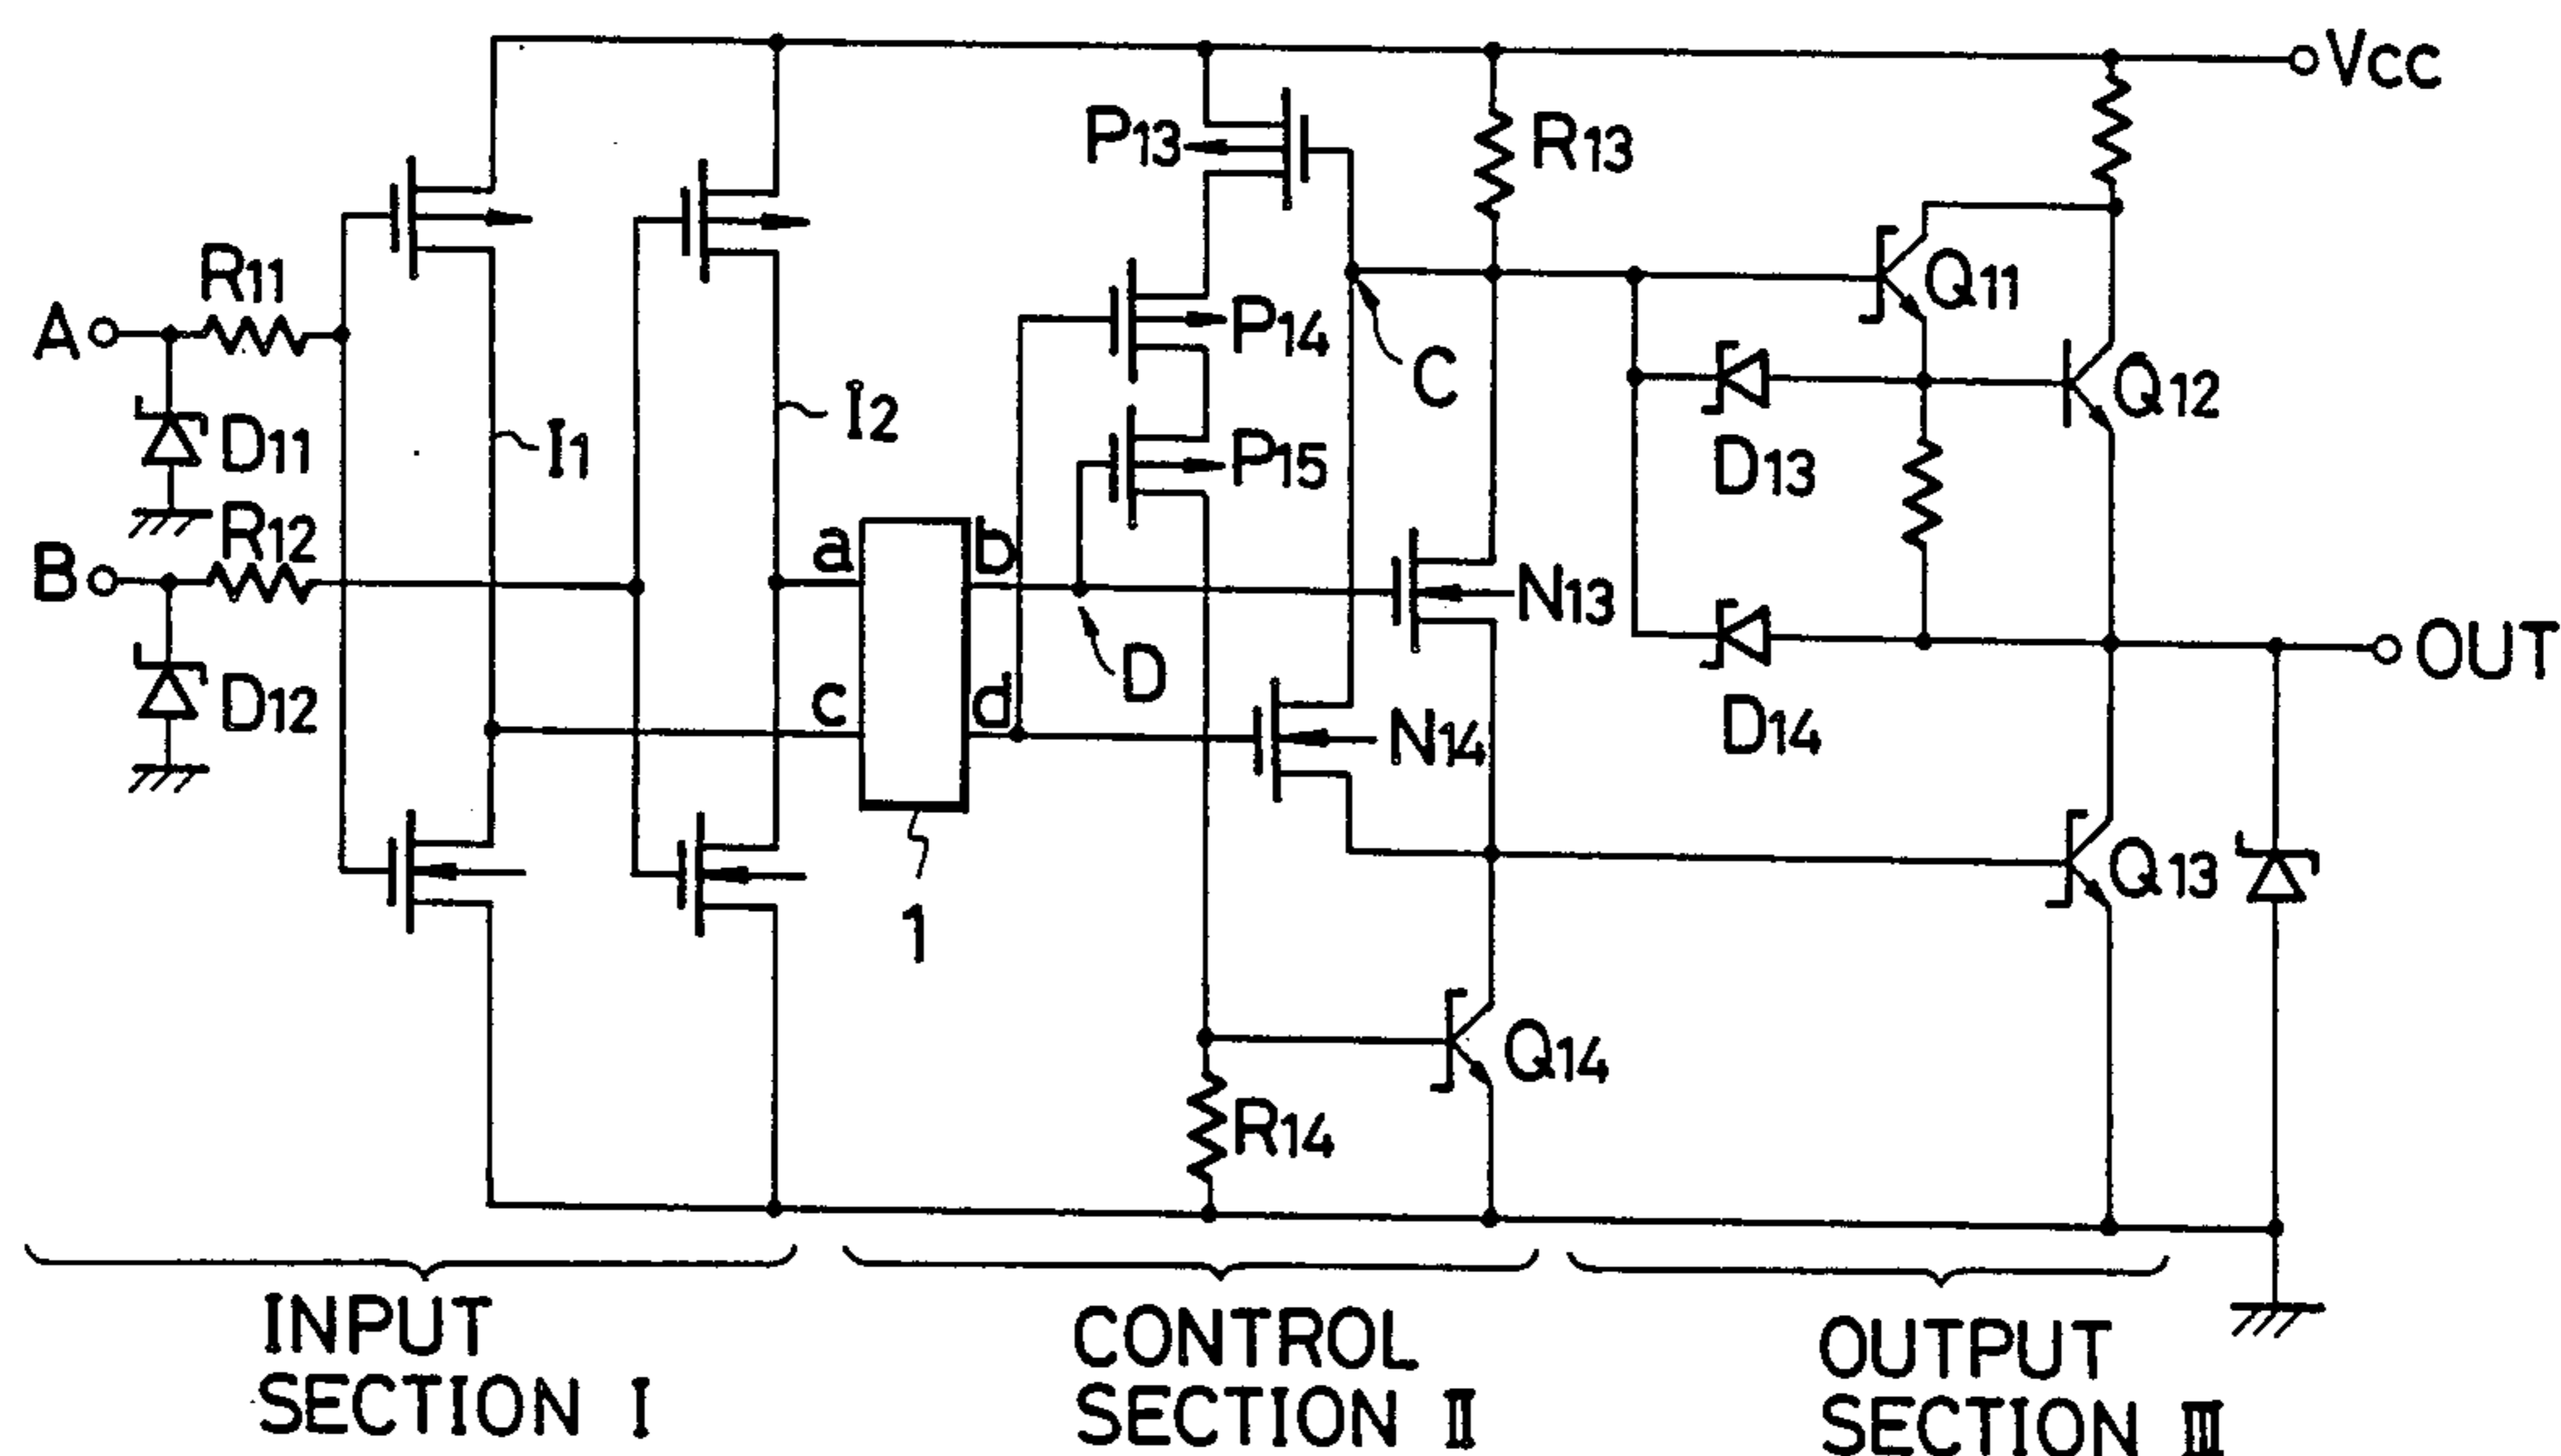 Vcc
P13
R13
Q11
R11
A
P14
C
Q12
D11
I1
I2
P15
D13
R12
B
a
b
N13
OUT
D
D12
c
d
N14
D14
Q13
1
Q14
R14
INPUT
SECTION I
CONTROL
SECTION II
OUTPUT
SECTION III